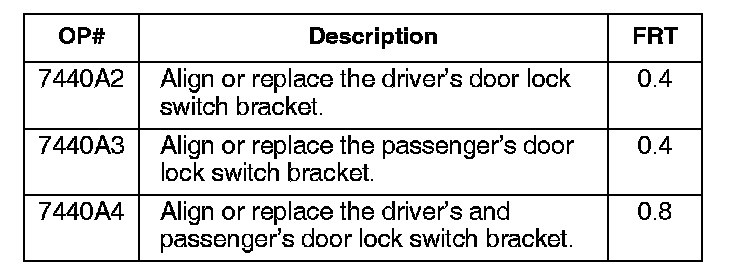 OP# Description FRT
7440A2 Align or replace the driver's door lock 0.4
switch bracket.
7440A3 Align or replace the passenger's door 0.4
lock switch bracket.
7440A4 Align or replace the driver's and 0.8
passenger's door lock switch bracket.